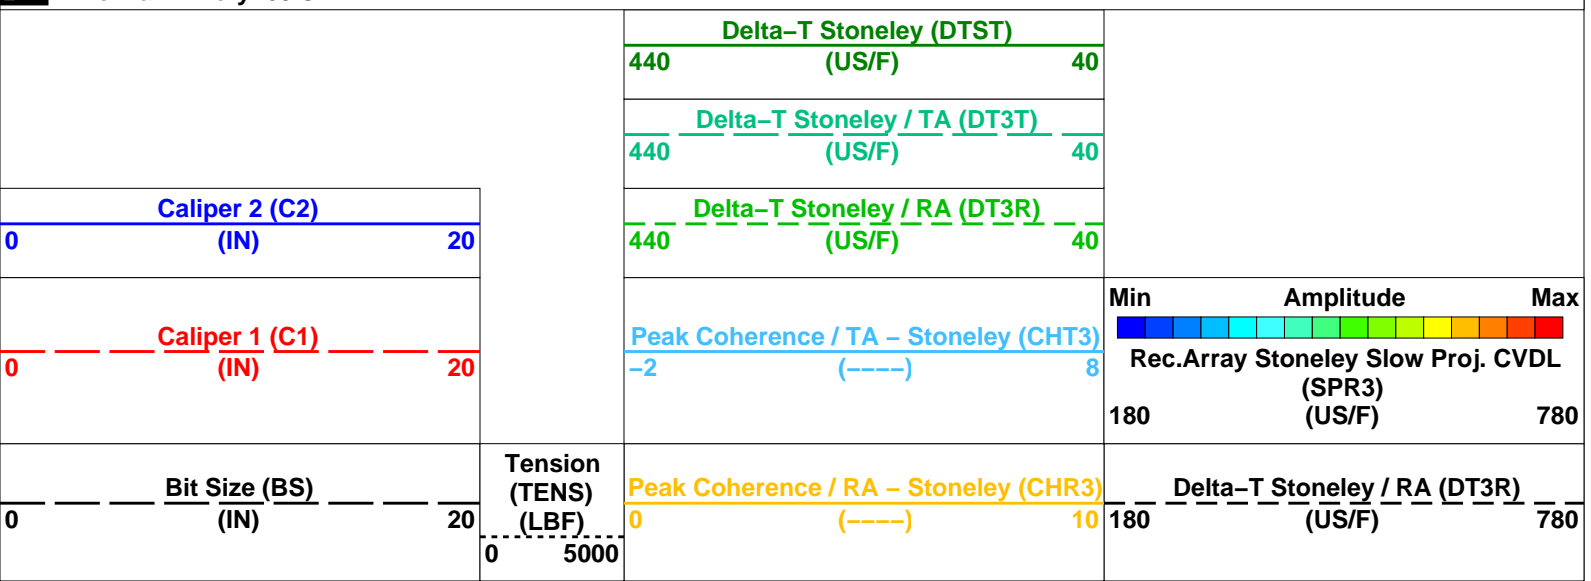 Delta−T Stoneley (DTST)
440 (US/F) 40
Delta−T Stoneley / TA (DT3T)
440 (US/F) 40
Caliper 2 (C2)
0 (IN) 20
Delta−T Stoneley / RA (DT3R)
440 (US/F) 40
Caliper 1 (C1)
0 (IN) 20
Peak Coherence / TA − Stoneley (CHT3)
−2 (−−−−) 8
Min Amplitude Max
Rec.Array Stoneley Slow Proj. CVDL
(SPR3)
180 (US/F) 780
Bit Size (BS)
0 (IN) 20
Tension
(TENS)
(LBF)
0 5000
Peak Coherence / RA − Stoneley (CHR3)
0 (−−−−) 10
Delta−T Stoneley / RA (DT3R)
180 (US/F) 780